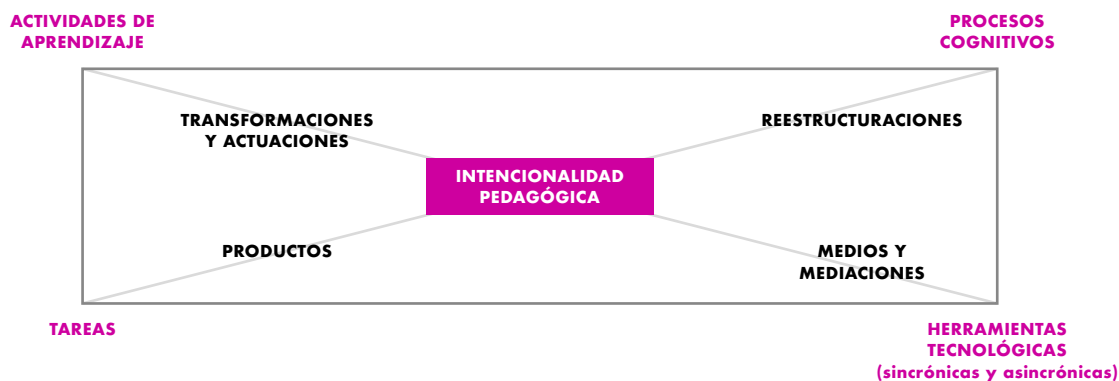 ACTIVIDADES DE
APRENDIZAJE
PROCESOS
COGNITIVOS
TRANSFORMACIONES
Y ACTUACIONES
REESTRUCTURACIONES
INTENCIONALIDAD
PEDAGÓGICA
PRODUCTOS
MEDIOS Y
MEDIACIONES
TAREAS
HERRAMIENTAS
TECNOLÓGICAS
(sincrónicas y asincrónicas)